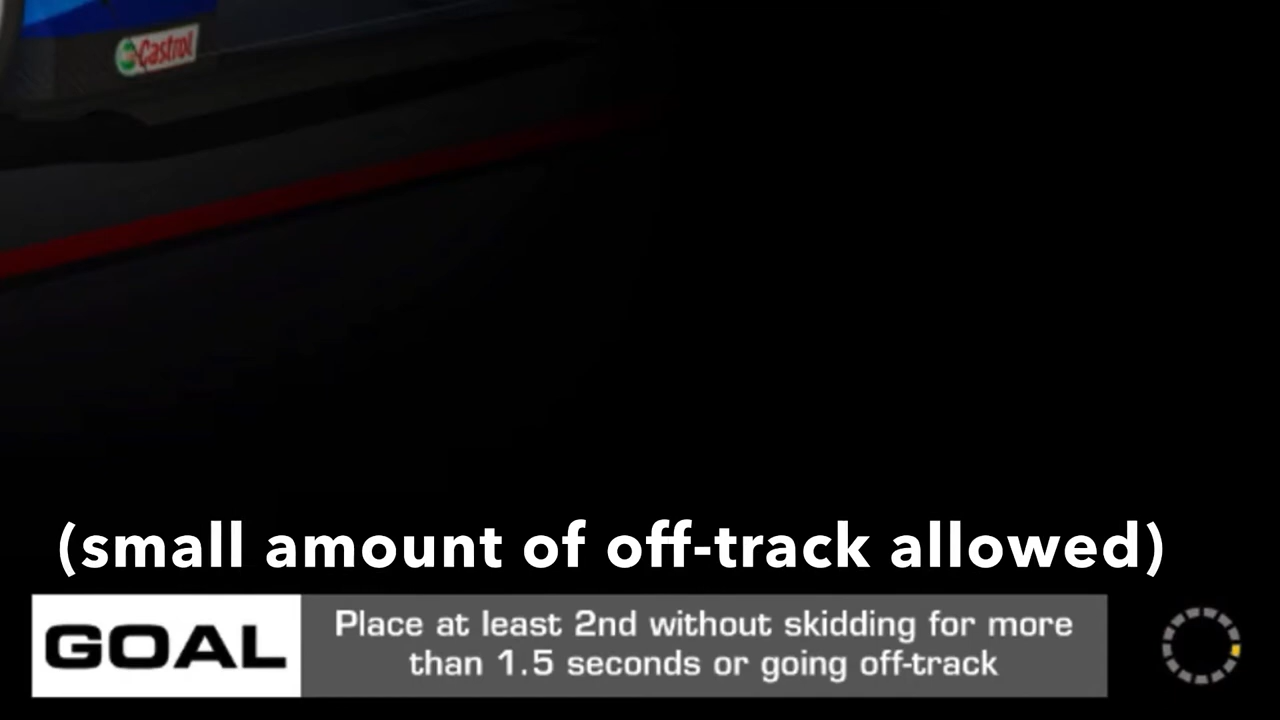 Castrol
(small amount of off-track allowed)
GOAL
Place at least 2nd without skidding for more
than 1.5 seconds or going off-track